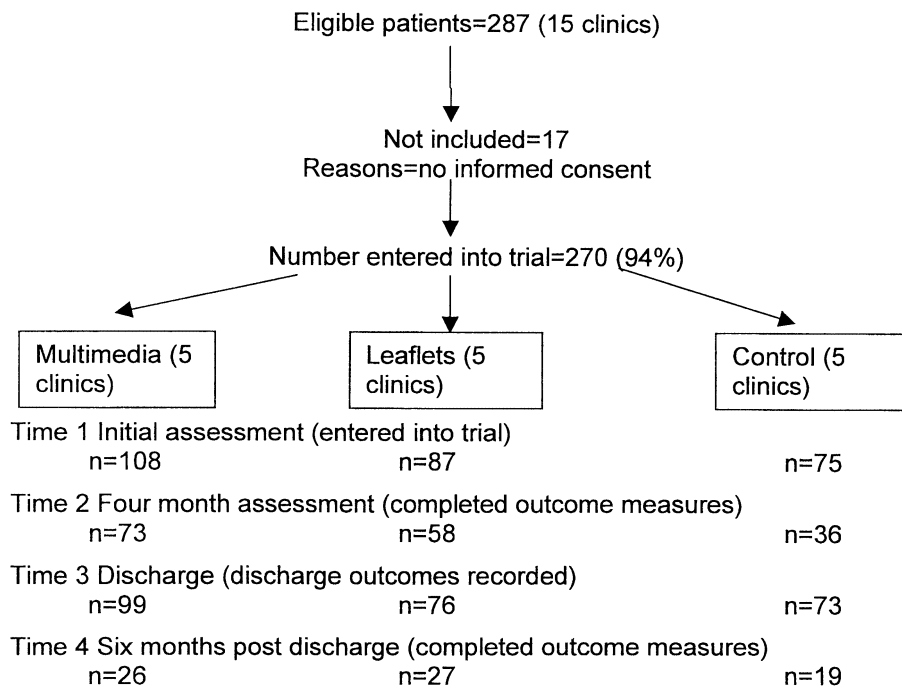 Eligible patients=287 (15 clinics)
Not included=17
Reasons=no informed consent
Number entered into trial=270 (94%)
Multimedia (5
clinics)
Leaflets (5
clinics)
Control (5
clinics)
Time 1 Initial assessment (entered into trial)
n=108 n=87 n=75
Time 2 Four month assessment (completed outcome measures)
n=73 n=58 n=36
Time 3 Discharge (discharge outcomes recorded)
n=99 n=76 n=73
Time 4 Six months post discharge (completed outcome measures)
n=26 n=27 n=19